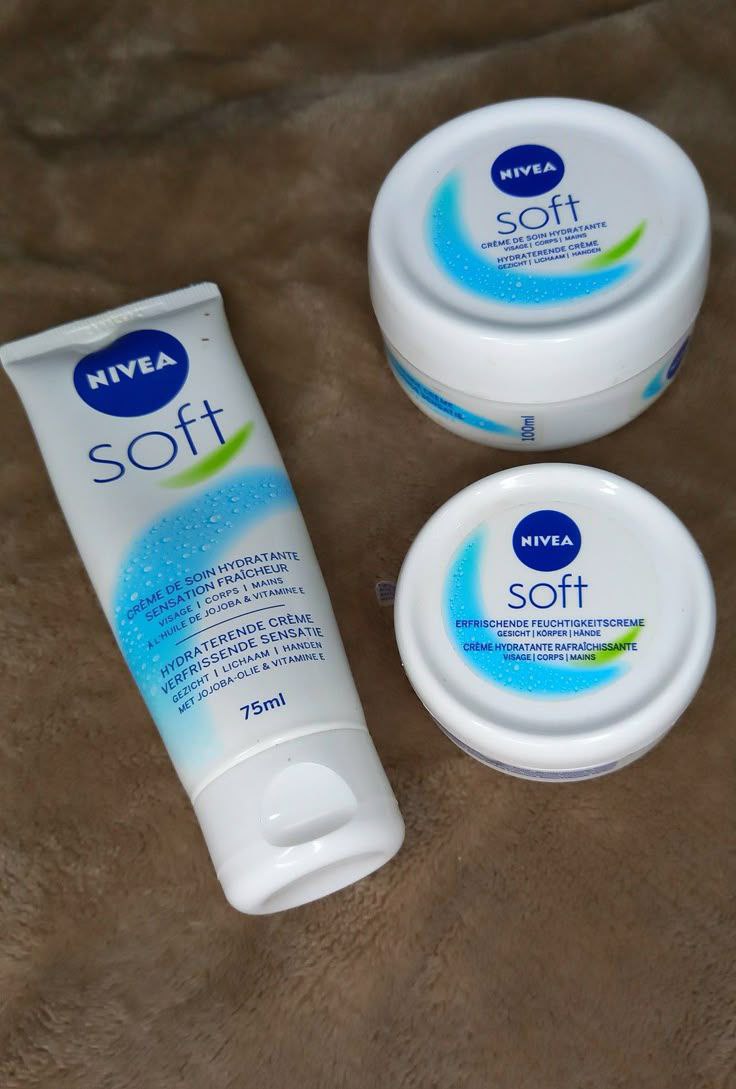 NIVEA
soft
CRÈME DE SOIN HYDRATANTE
SENSATION FRAÎCHEUR
VISAGE | CORPS | MAINS
À L'HUILE DE JOJOBA & VITAMINE E
HYDRATERENDE CRÈME
VERFRISSENDE SENSATIE
GEZICHT | LICHAAM | HANDEN
MET JOJOBA-OLIE & VITAMINE E
75ml
NIVEA
soft
CRÈME DE SOIN HYDRATANTE
VISAGE | CORPS | MAINS
HYDRATERENDE CRÈME
GEZICHT | LICHAAM | HANDEN
100ml
NIVEA
soft
ERFRISCHENDE FEUCHTIGKEITSCREME
GESICHT | KÖRPER | HÄNDE
CRÈME HYDRATANTE RAFRAÎCHISSANTE
VISAGE | CORPS | MAINS